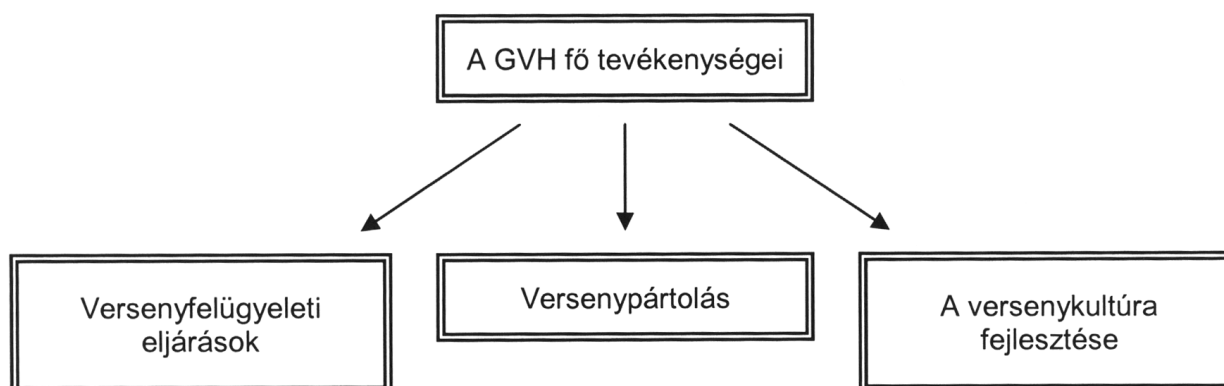 A GVH fő tevékenységei
Versenyfelügyeleti
eljárások
Versenypártolás
A versenykultúra
fejlesztése